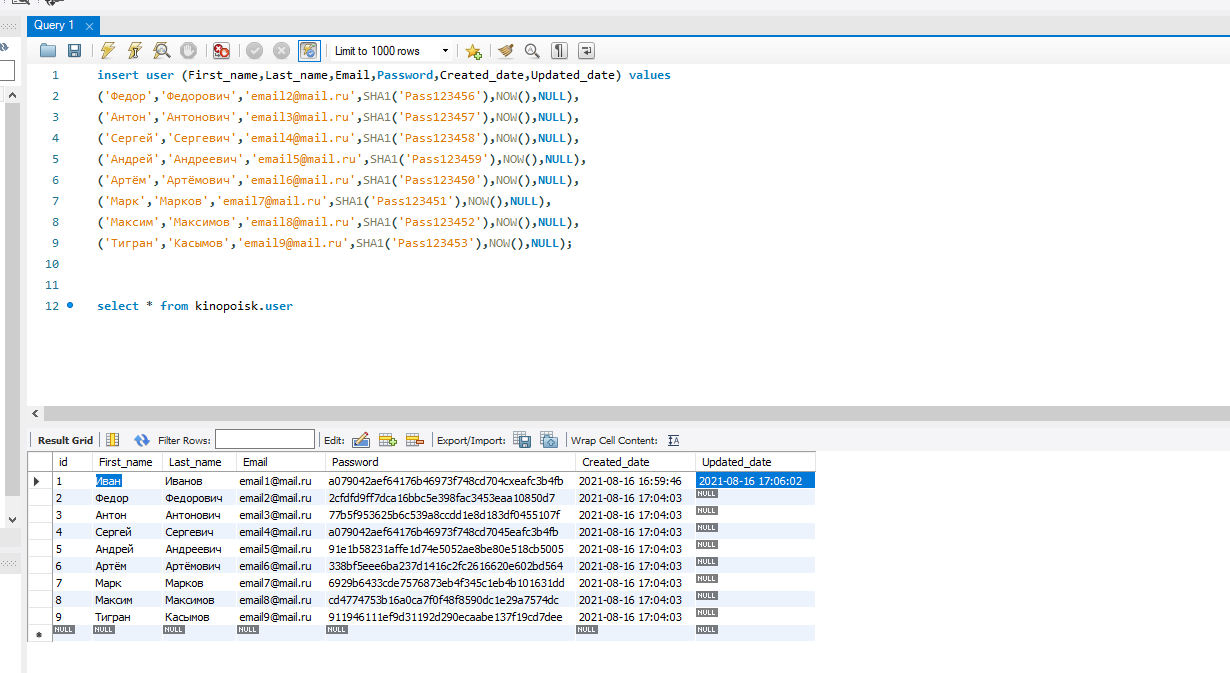 Query 1
Limit to 1000 rows
1 insert user (First_name,Last_name,Email,Password,Created_date,Updated_date) values
2 ('Федор','Федорович','email2@mail.ru',SHA1('Pass123456'),NOW(),NULL),
3 ('Антон','Антонович','email3@mail.ru',SHA1('Pass123457'),NOW(),NULL),
4 ('Сергей','Сергевич','email4@mail.ru',SHA1('Pass123458'),NOW(),NULL),
5 ('Андрей','Андреевич','email5@mail.ru',SHA1('Pass123459'),NOW(),NULL),
6 ('Артём','Артёмович','email6@mail.ru',SHA1('Pass123450'),NOW(),NULL),
7 ('Марк','Марков','email7@mail.ru',SHA1('Pass123451'),NOW(),NULL),
8 ('Максим','Максимов','email8@mail.ru',SHA1('Pass123452'),NOW(),NULL),
9 ('Тигран','Касымов','email9@mail.ru',SHA1('Pass123453'),NOW(),NULL);
10
11
12 select * from kinopoisk.user
Result Grid Filter Rows: Edit: Export/Import: Wrap Cell Content:
id First_name Last_name Email Password Created_date Updated_date
1 Иван Иванов email1@mail.ru a079042aef64176b46973f748cd704cxeafc3b4fb 2021-08-16 16:59:46 2021-08-16 17:06:02
2 Федор Федорович email2@mail.ru 2cfdfd9ff7dca16bbc5e398fac3453eaa10850d7 2021-08-16 17:04:03 NULL
3 Антон Антонович email3@mail.ru 77b5f953625b6c539a8ccdd1e8d183df0455107f 2021-08-16 17:04:03 NULL
4 Сергей Сергевич email4@mail.ru a079042aef64176b46973f748cd7045eafc3b4fb 2021-08-16 17:04:03 NULL
5 Андрей Андреевич email5@mail.ru 91e1b58231affe1d74e5052ae8be80e518cb5005 2021-08-16 17:04:03 NULL
6 Артём Артёмович email6@mail.ru 338bf5eee6ba237d1416c2fc2616620e602bd564 2021-08-16 17:04:03 NULL
7 Марк Марков email7@mail.ru 6929b6433cde7576873eb4f345c1eb4b101631dd 2021-08-16 17:04:03 NULL
8 Максим Максимов email8@mail.ru cd4774753b16a0ca7f0f48f8590dc1e29a7574dc 2021-08-16 17:04:03 NULL
9 Тигран Касымов email9@mail.ru 911946111ef9d31192d290ecaabe137f19cd7dee 2021-08-16 17:04:03 NULL
NULL NULL NULL NULL NULL NULL NULL